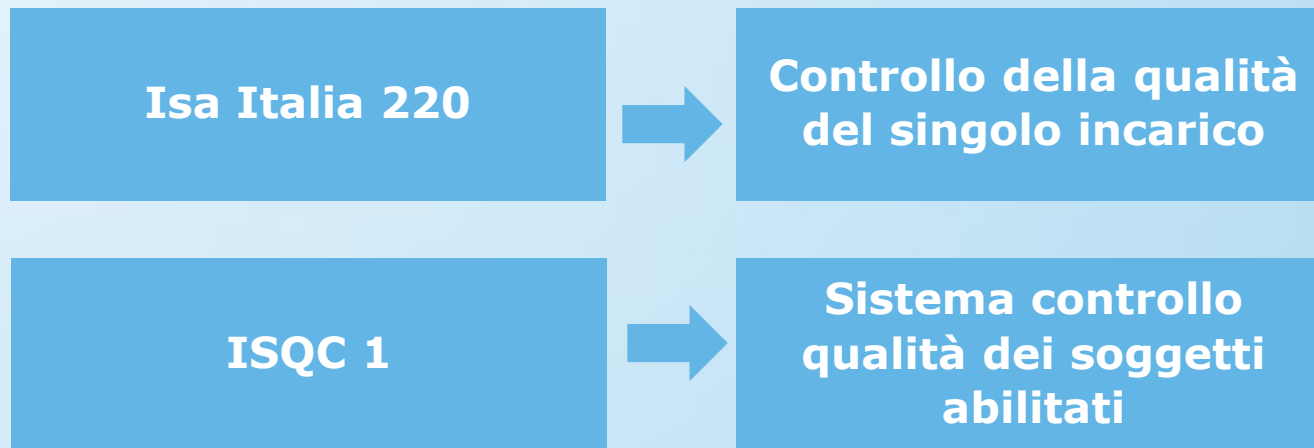 Isa Italia 220
Controllo della qualità
del singolo incarico
ISQC 1
Sistema controllo
qualità dei soggetti
abilitati